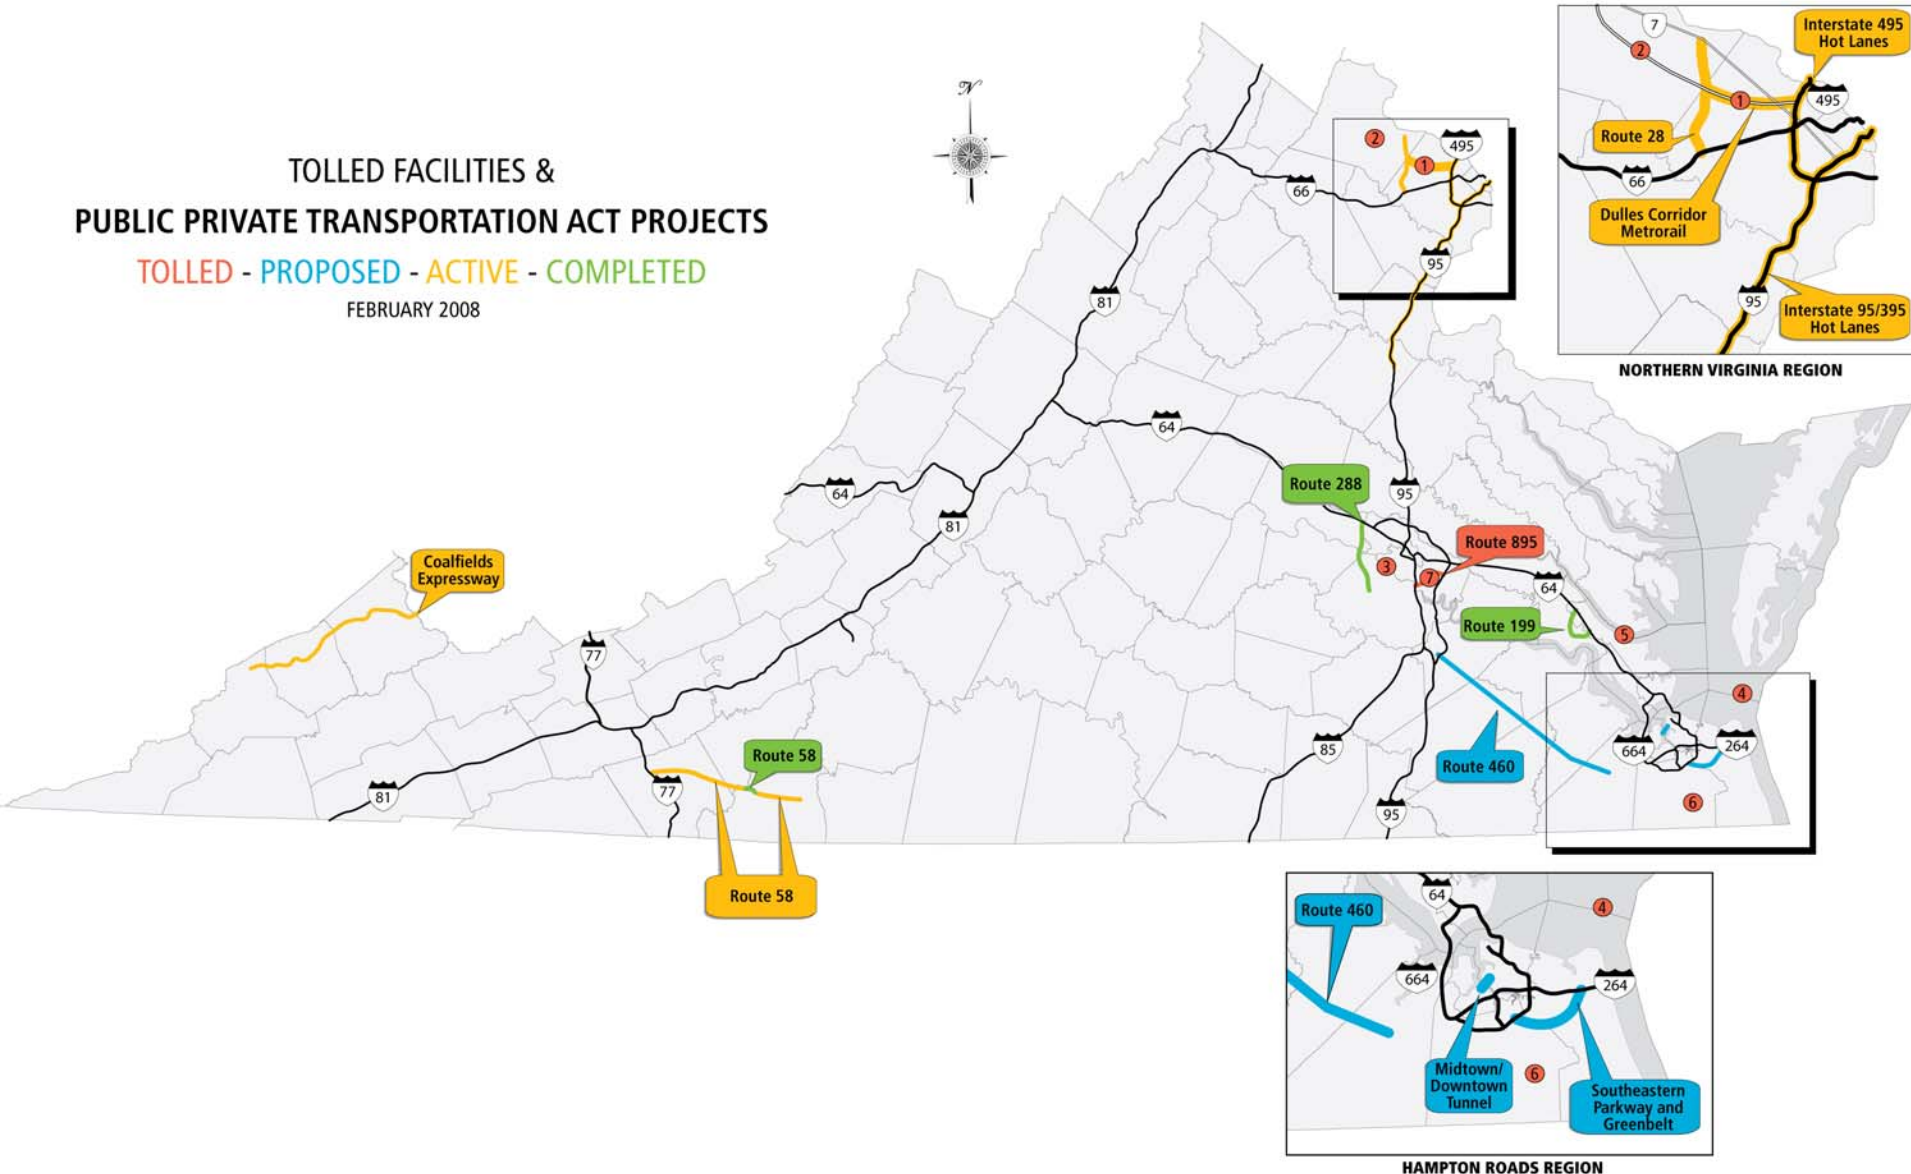 TOLLED FACILITIES &
PUBLIC PRIVATE TRANSPORTATION ACT PROJECTS
TOLLED - PROPOSED - ACTIVE - COMPLETED
FEBRUARY 2008
N
7
2
Interstate 495
Hot Lanes
1
495
Route 28
66
Dulles Corridor
Metrorail
95
Interstate 95/395
Hot Lanes
NORTHERN VIRGINIA REGION
2
495
1
66
95
81
64
Route 288
95
64
81
Route 895
3
7
64
Coalfields
Expressway
Route 199
5
77
4
664
264
85
Route 460
Route 58
77
81
95
6
Route 58
64
Route 460
4
664
264
Midtown/
Downtown
Tunnel
6
Southeastern
Parkway and
Greenbelt
HAMPTON ROADS REGION